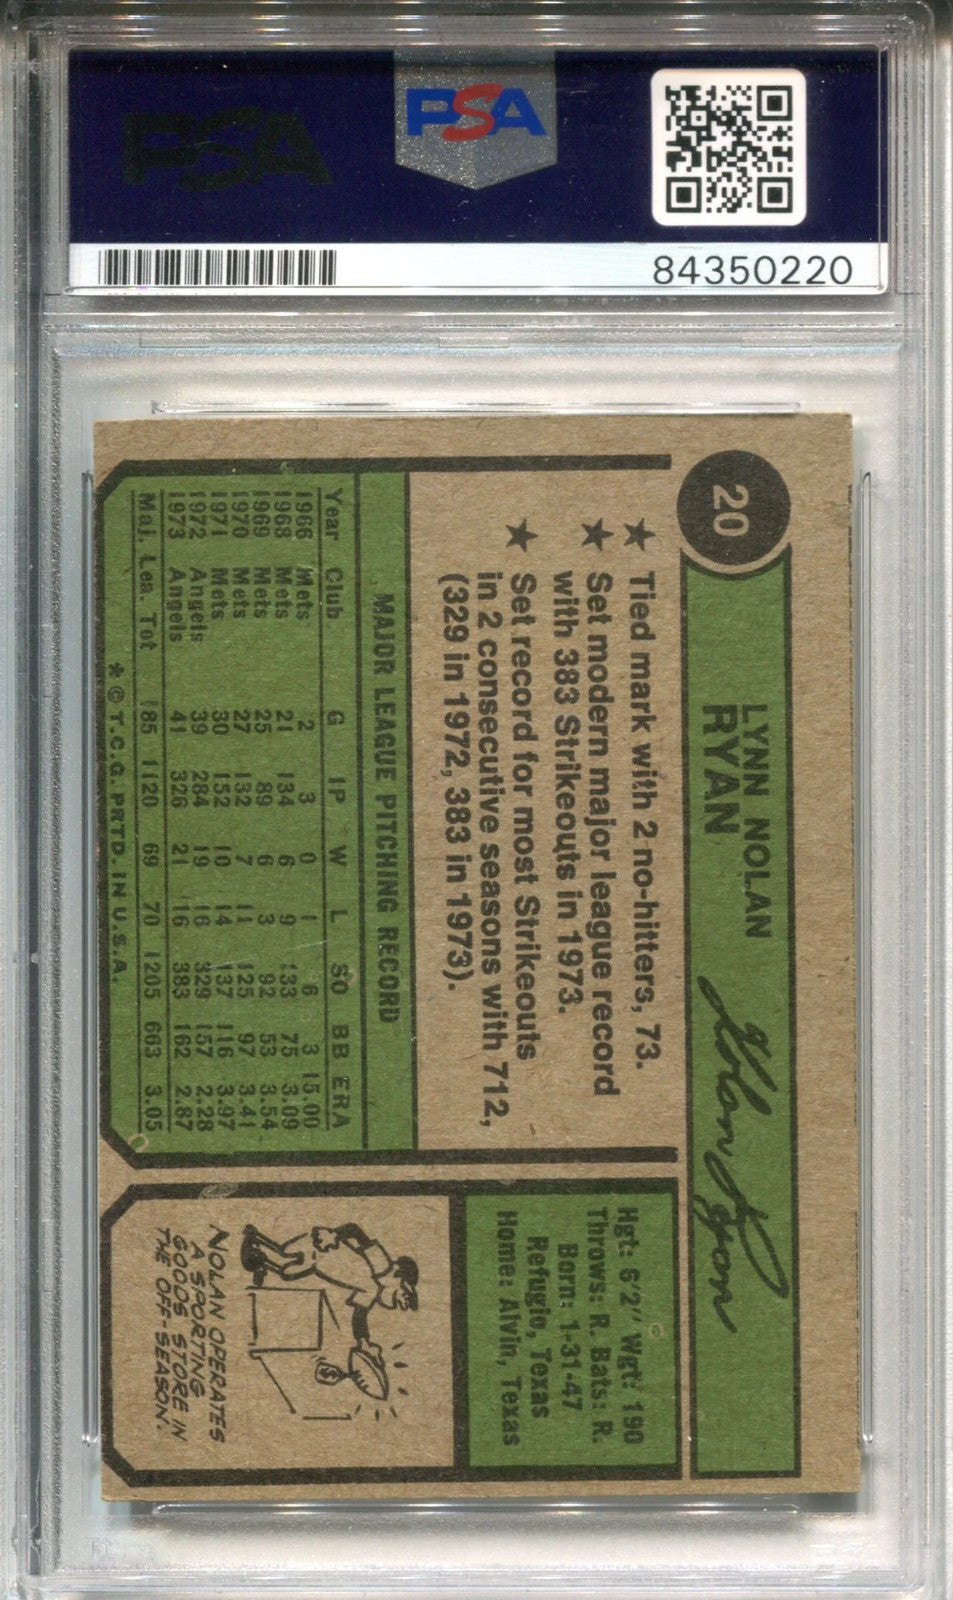 PSA
PSA
84350220
20
LYNN NOLAN
RYAN
Nolan Ryan
★ Tied mark with 2 no-hitters, 73.
★ Set modern major league record
with 383 Strikeouts in 1973.
★ Set record for most Strikeouts
in 2 consecutive seasons with 712,
(329 in 1972, 383 in 1973).
MAJOR LEAGUE PITCHING RECORD
Year Club G IP W L SO BB ERA
1966 Mets 2 3 0 1 6 3 15.00
1968 Mets 21 134 6 9 133 75 3.09
1969 Mets 25 89 6 3 92 53 3.54
1970 Mets 27 132 7 11 125 97 3.41
1971 Mets 30 152 10 14 137 116 3.97
1972 Angels 39 284 19 16 329 157 2.28
1973 Angels 41 326 21 16 383 162 2.87
Maj. Lea. Tot 185 1120 69 70 1205 663 3.05
* © T.C.G. PRTD. IN U.S.A.
Hgt: 6'2" Wgt: 190
Throws: R. Bats: R.
Born: 1-31-47
Refugio, Texas
Home: Alvin, Texas
$
NOLAN OPERATES
A SPORTING
GOODS STORE IN
THE OFF-SEASON.